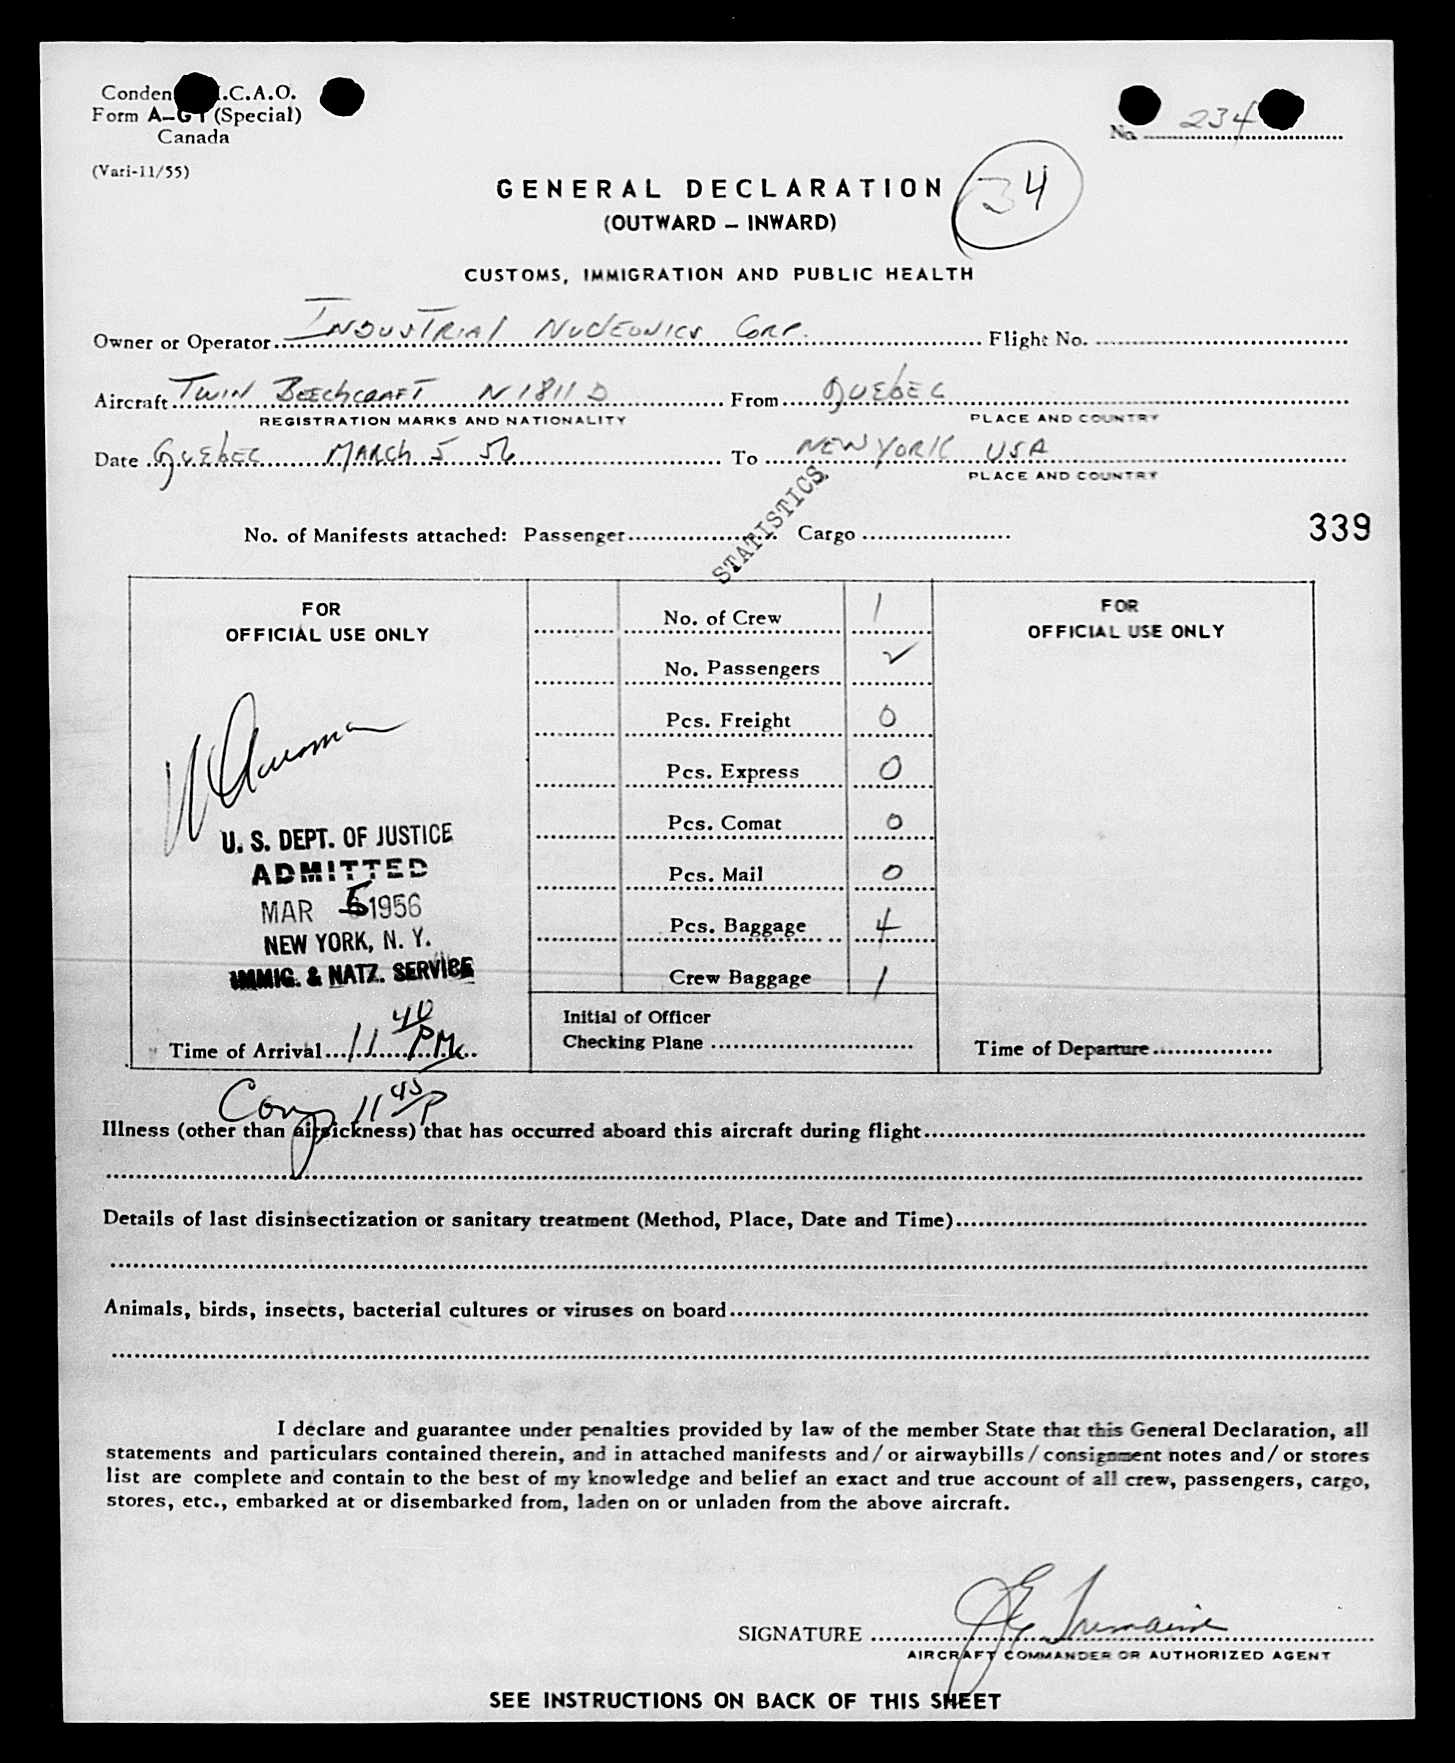 Conden I.C.A.O.
Form A-G1 (Special)
Canada
(Vari-11/55)
No. 234
GENERAL DECLARATION
34
(OUTWARD – INWARD)
CUSTOMS, IMMIGRATION AND PUBLIC HEALTH
Owner or Operator Industrial Nucleonics Corp. Flight No.
Aircraft Twin Beechcraft N1811D From Quebec
REGISTRATION MARKS AND NATIONALITY PLACE AND COUNTRY
Date Quebec March 5 56 To New York USA
PLACE AND COUNTRY
STATISTICS
No. of Manifests attached: Passenger Cargo
339
FOR
OFFICIAL USE ONLY
U. S. DEPT. OF JUSTICE
ADMITTED
MAR 5 1956
NEW YORK, N. Y.
IMMIG. & NATZ. SERVICE
Time of Arrival 11 40 PM
No. of Crew 1
No. Passengers
Pcs. Freight 0
Pcs. Express 0
Pcs. Comat 0
Pcs. Mail 0
Pcs. Baggage 4
Crew Baggage 1
Initial of Officer
Checking Plane
FOR
OFFICIAL USE ONLY
Time of Departure
11 45 P
Illness (other than airsickness) that has occurred aboard this aircraft during flight
Details of last disinsectization or sanitary treatment (Method, Place, Date and Time)
Animals, birds, insects, bacterial cultures or viruses on board
I declare and guarantee under penalties provided by law of the member State that this General Declaration, all
statements and particulars contained therein, and in attached manifests and/or airwaybills/consignment notes and/or stores
list are complete and contain to the best of my knowledge and belief an exact and true account of all crew, passengers, cargo,
stores, etc., embarked at or disembarked from, laden on or unladen from the above aircraft.
SIGNATURE
AIRCRAFT COMMANDER OR AUTHORIZED AGENT
SEE INSTRUCTIONS ON BACK OF THIS SHEET